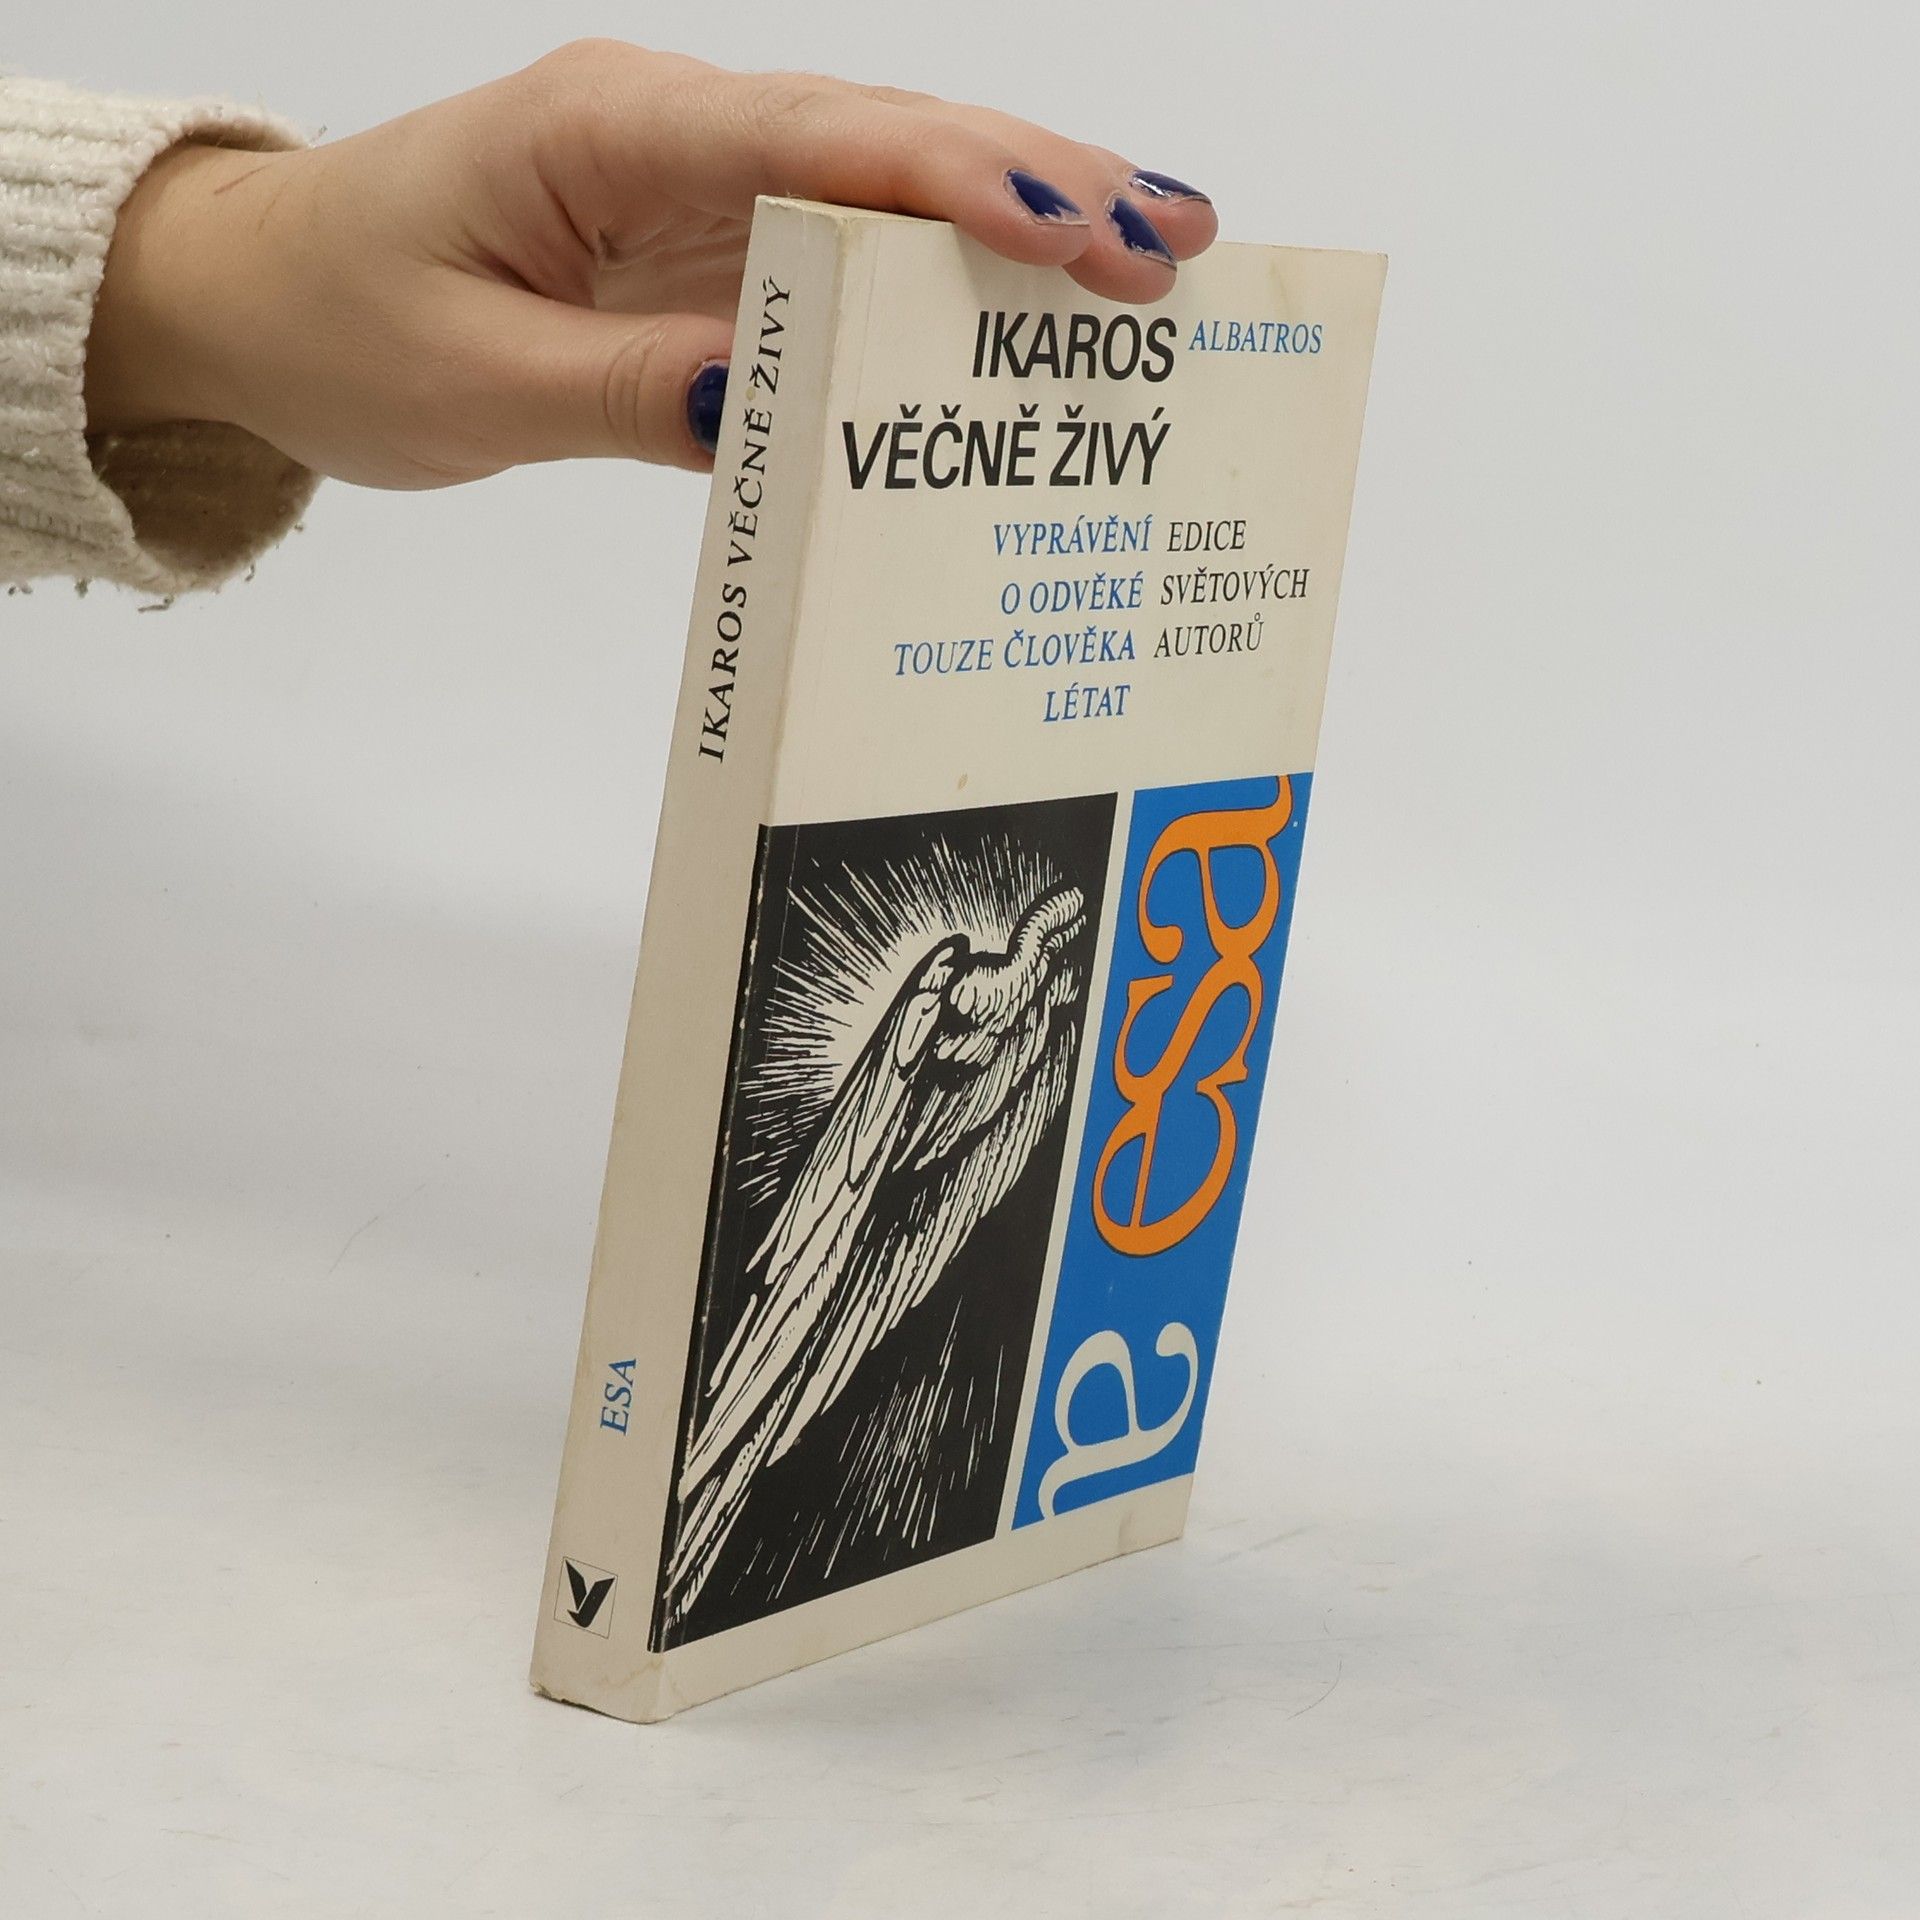 IKAROS VĚČNĚ ŽIVÝ
ESA
IKAROS ALBATROS
VĚČNĚ ŽIVÝ
VYPRÁVĚNÍ EDICE
O ODVĚKÉ SVĚTOVÝCH
TOUZE ČLOVĚKA AUTORŮ
LÉTAT
esa
a